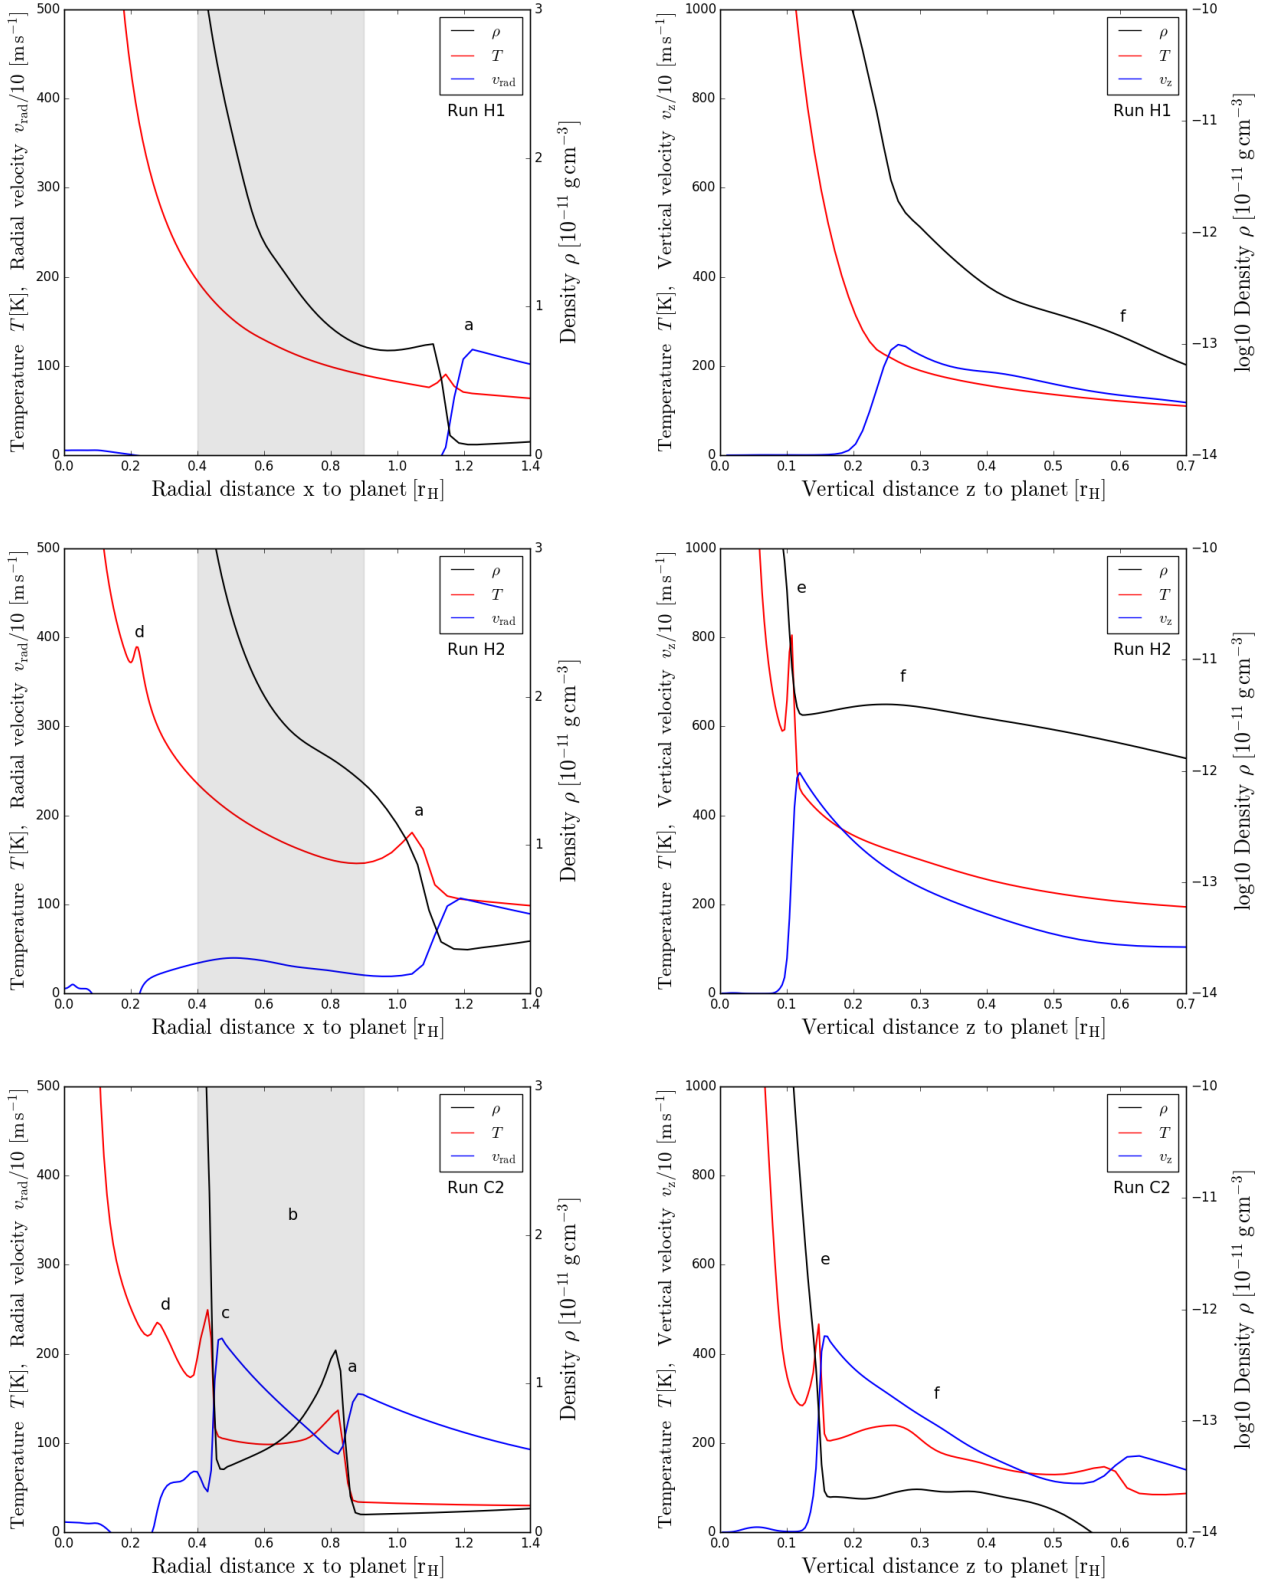 500
400
300
200
100
0
0.0 0.2 0.4 0.6 0.8 1.0 1.2 1.4
3
2
1
0
Temperature T[K], Radial velocity v_rad/10 [m s⁻¹]
Radial distance x to planet [r_H]
Density ρ [10⁻¹¹ g cm⁻³]
ρ
T
v_rad
Run H1
a
1000
800
600
400
200
0
0.0 0.1 0.2 0.3 0.4 0.5 0.6 0.7
−10
−11
−12
−13
−14
Temperature T[K], Vertical velocity v_z/10 [m s⁻¹]
Vertical distance z to planet [r_H]
log10 Density ρ [10⁻¹¹ g cm⁻³]
ρ
T
v_z
Run H1
f
500
400
300
200
100
0
0.0 0.2 0.4 0.6 0.8 1.0 1.2 1.4
3
2
1
0
Temperature T[K], Radial velocity v_rad/10 [m s⁻¹]
Radial distance x to planet [r_H]
Density ρ [10⁻¹¹ g cm⁻³]
ρ
T
v_rad
Run H2
d
a
1000
800
600
400
200
0
0.0 0.1 0.2 0.3 0.4 0.5 0.6 0.7
−10
−11
−12
−13
−14
Temperature T[K], Vertical velocity v_z/10 [m s⁻¹]
Vertical distance z to planet [r_H]
log10 Density ρ [10⁻¹¹ g cm⁻³]
ρ
T
v_z
Run H2
e
f
500
400
300
200
100
0
0.0 0.2 0.4 0.6 0.8 1.0 1.2 1.4
3
2
1
0
Temperature T[K], Radial velocity v_rad/10 [m s⁻¹]
Radial distance x to planet [r_H]
Density ρ [10⁻¹¹ g cm⁻³]
ρ
T
v_rad
Run C2
b
d
c
a
1000
800
600
400
200
0
0.0 0.1 0.2 0.3 0.4 0.5 0.6 0.7
−10
−11
−12
−13
−14
Temperature T[K], Vertical velocity v_z/10 [m s⁻¹]
Vertical distance z to planet [r_H]
log10 Density ρ [10⁻¹¹ g cm⁻³]
ρ
T
v_z
Run C2
e
f